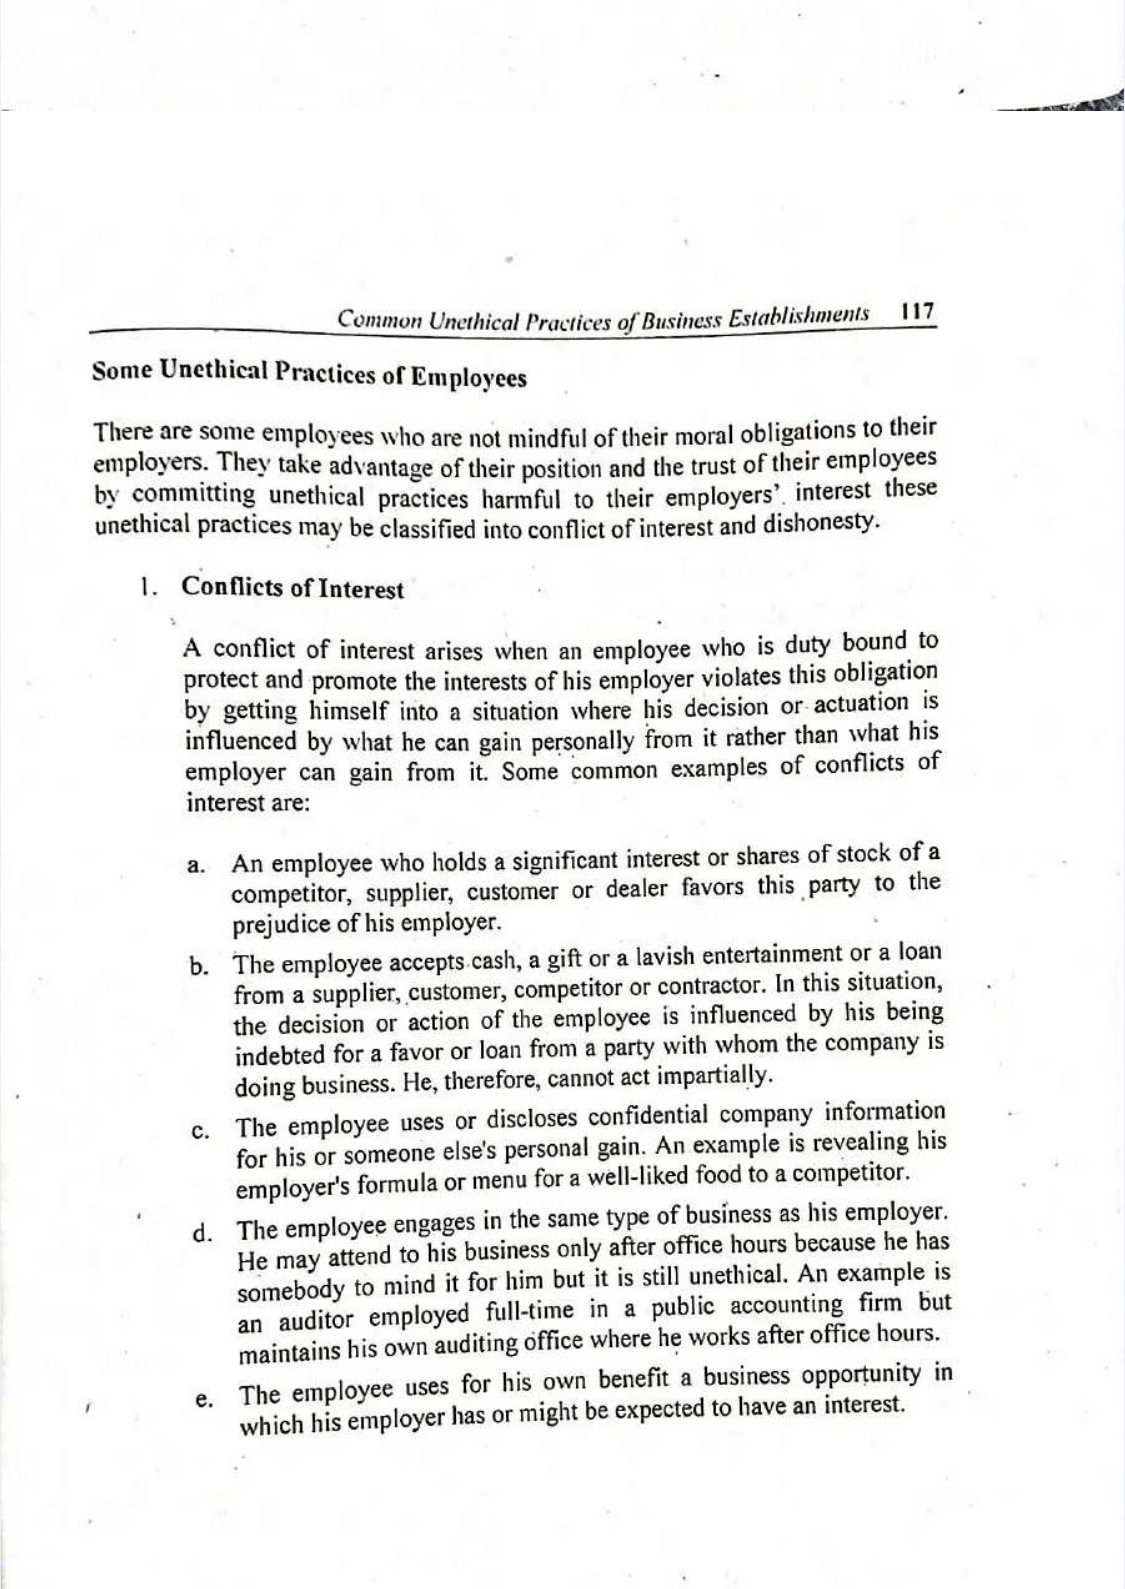 Common Unethical Practices of Business Establishments 117
Some Unethical Practices of Employees
There are some employees who are not mindful of their moral obligations to their
employers. They take advantage of their position and the trust of their employees
by committing unethical practices harmful to their employers' interest these
unethical practices may be classified into conflict of interest and dishonesty.
1. Conflicts of Interest
A conflict of interest arises when an employee who is duty bound to
protect and promote the interests of his employer violates this obligation
by getting himself into a situation where his decision or actuation is
influenced by what he can gain personally from it rather than what his
employer can gain from it. Some common examples of conflicts of
interest are:
a. An employee who holds a significant interest or shares of stock of a
competitor, supplier, customer or dealer favors this party to the
prejudice of his employer.
b. The employee accepts cash, a gift or a lavish entertainment or a loan
from a supplier, customer, competitor or contractor. In this situation,
the decision or action of the employee is influenced by his being
indebted for a favor or loan from a party with whom the company is
doing business. He, therefore, cannot act impartially.
c. The employee uses or discloses confidential company information
for his or someone else's personal gain. An example is revealing his
employer's formula or menu for a well-liked food to a competitor.
d. The employee engages in the same type of business as his employer.
He may attend to his business only after office hours because he has
somebody to mind it for him but it is still unethical. An example is
an auditor employed full-time in a public accounting firm but
maintains his own auditing office where he works after office hours.
e. The employee uses for his own benefit a business opportunity in
which his employer has or might be expected to have an interest.